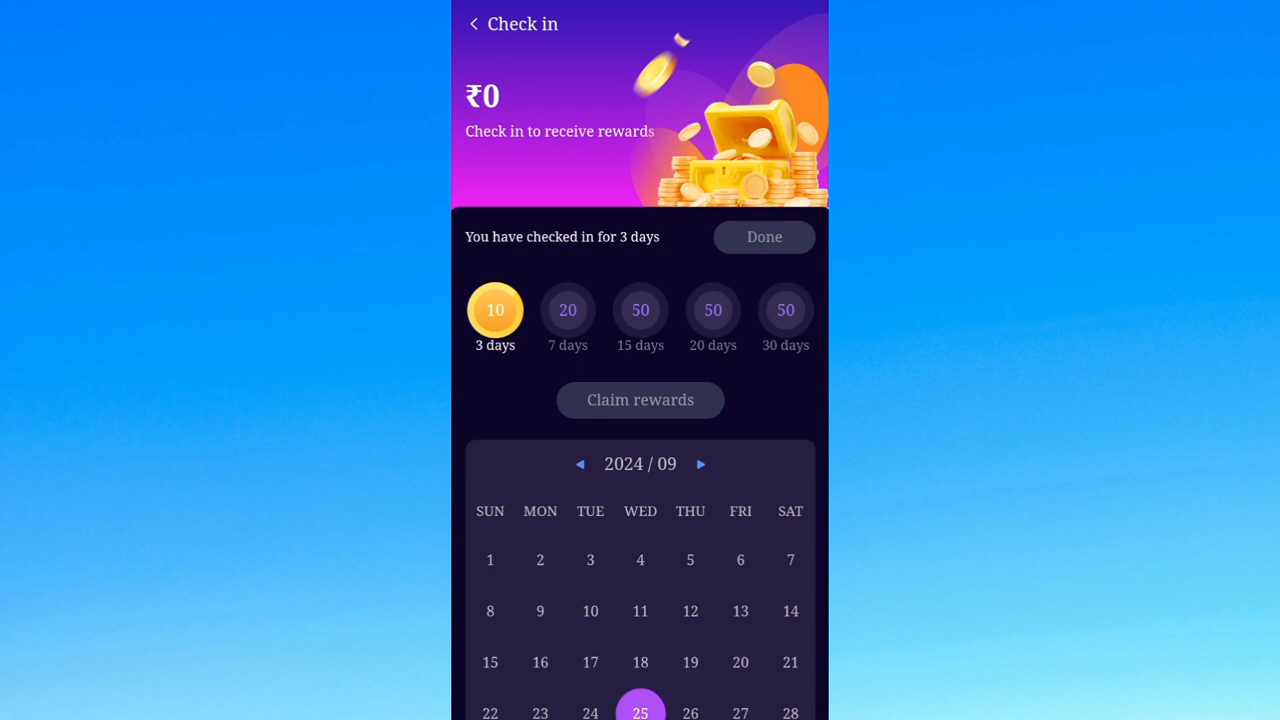 Check in
₹0
Check in to receive rewards
You have checked in for 3 days
Done
10 20 50 50 50
3 days 7 days 15 days 20 days 30 days
Claim rewards
2024 / 09
SUN MON TUE WED THU FRI SAT
1 2 3 4 5 6 7
8 9 10 11 12 13 14
15 16 17 18 19 20 21
22 23 24 25 26 27 28